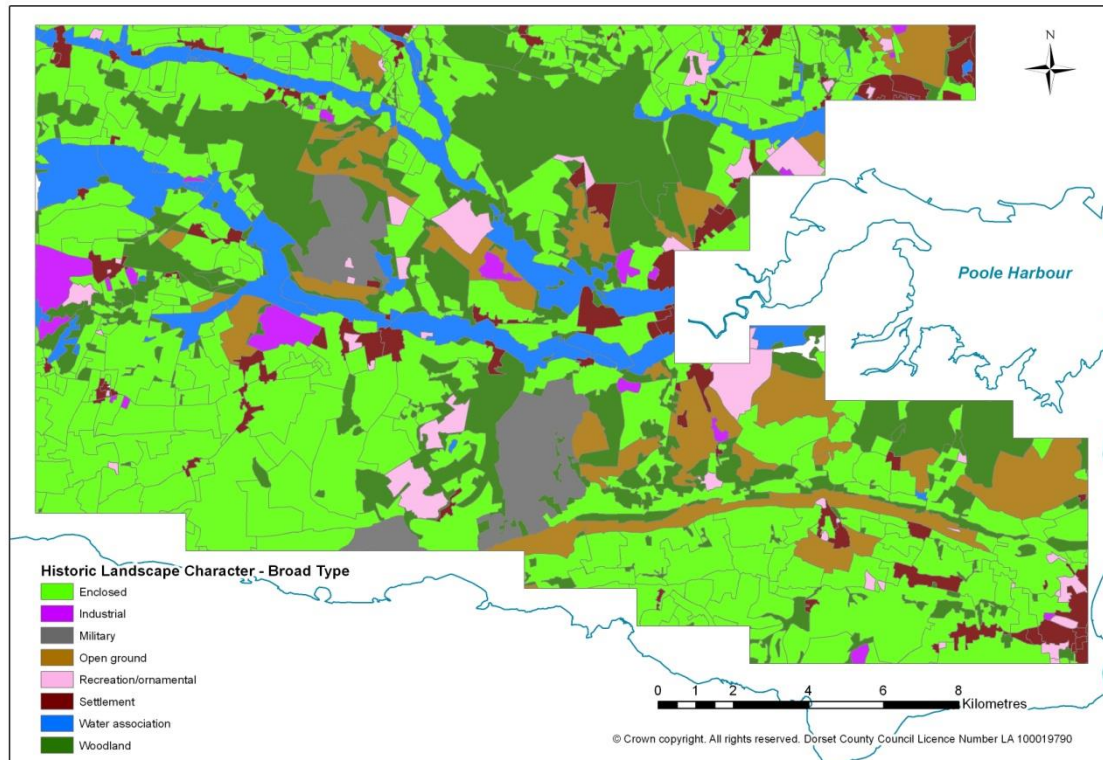 N
Poole Harbour
Historic Landscape Character - Broad Type
Enclosed
Industrial
Military
Open ground
Recreation/ornamental
Settlement
Water association
Woodland
0 1 2 4 6 8
Kilometres
© Crown copyright. All rights reserved. Dorset County Council Licence Number LA 100019790